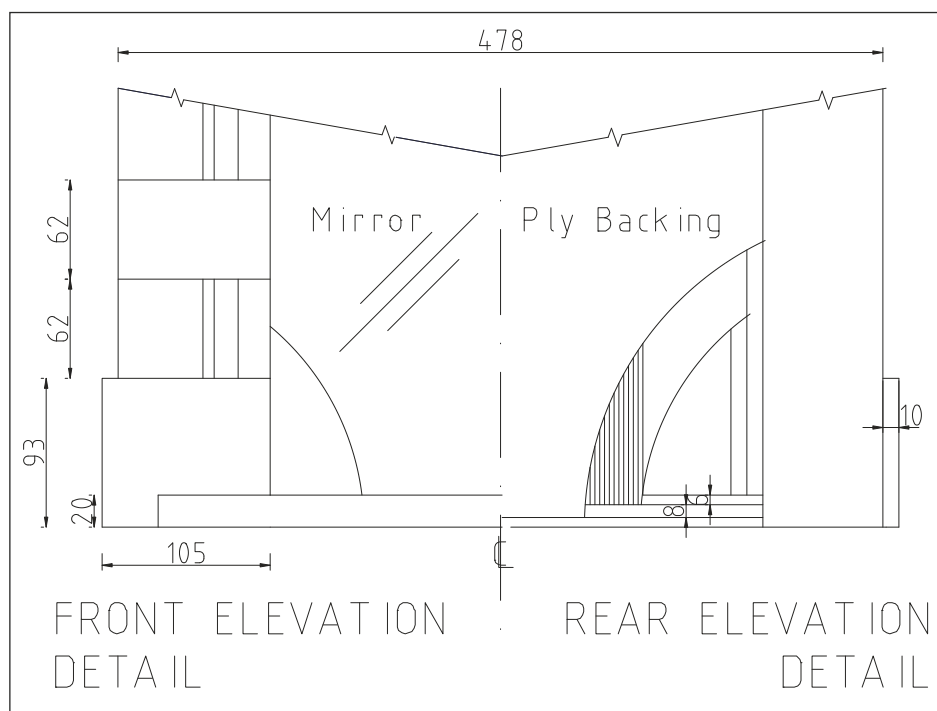 478
Mirror
Ply Backing
62
62
93
20
105
10
8
6
FRONT ELEVATION
DETAIL
REAR ELEVATION
DETAIL